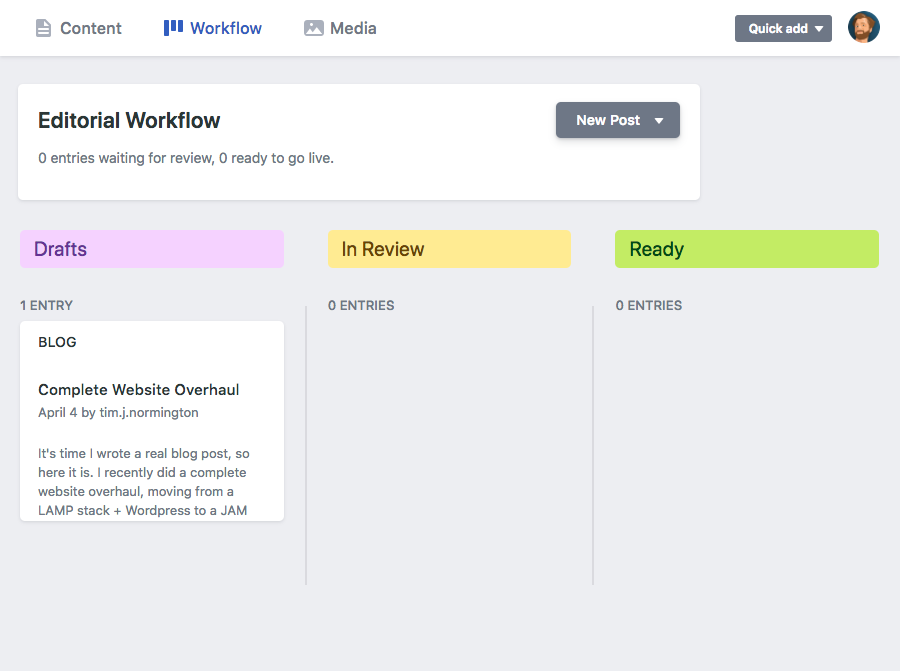 Content Workflow Media Quick add
Editorial Workflow
New Post
0 entries waiting for review, 0 ready to go live.
Drafts In Review Ready
1 ENTRY 0 ENTRIES 0 ENTRIES
BLOG
Complete Website Overhaul
April 4 by tim.j.normington
It's time I wrote a real blog post, so
here it is. I recently did a complete
website overhaul, moving from a
LAMP stack + Wordpress to a JAM